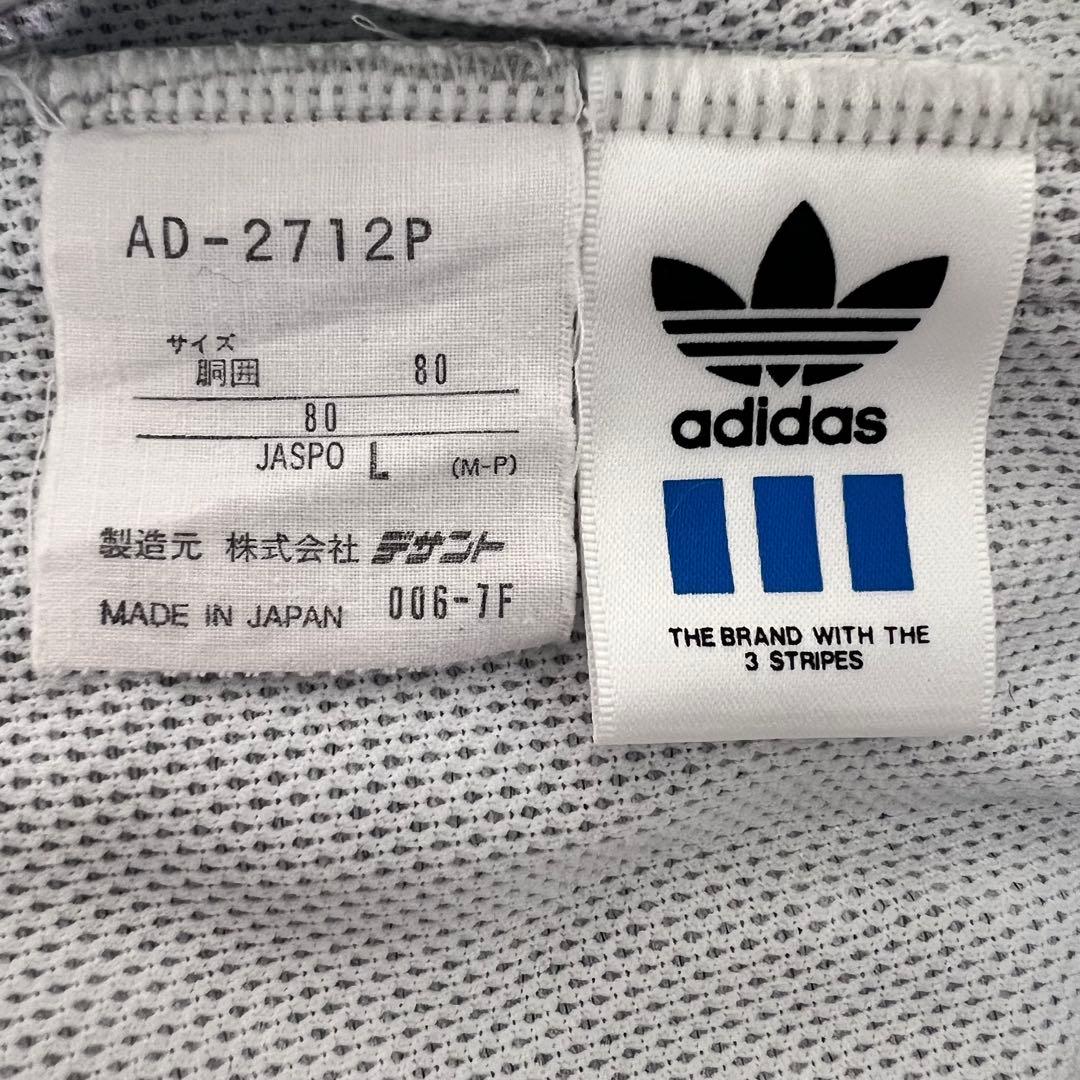 AD-2712P
サイズ
胴囲 80
80
JASPO L (M-P)
製造元 株式会社 デサント
MADE IN JAPAN 006-7F
adidas
THE BRAND WITH THE
3 STRIPES